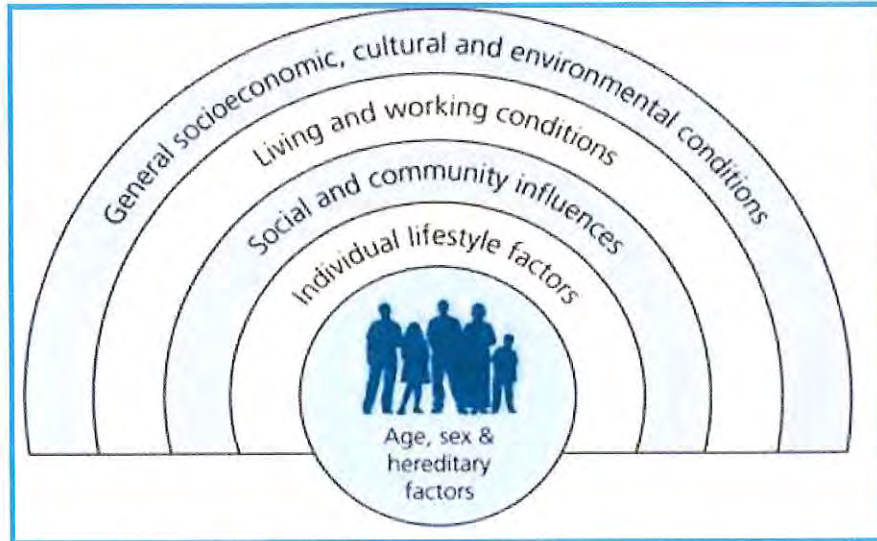 General socioeconomic, cultural and environmental conditions
Living and working conditions
Social and community influences
Individual lifestyle factors
Age, sex &
hereditary
factors